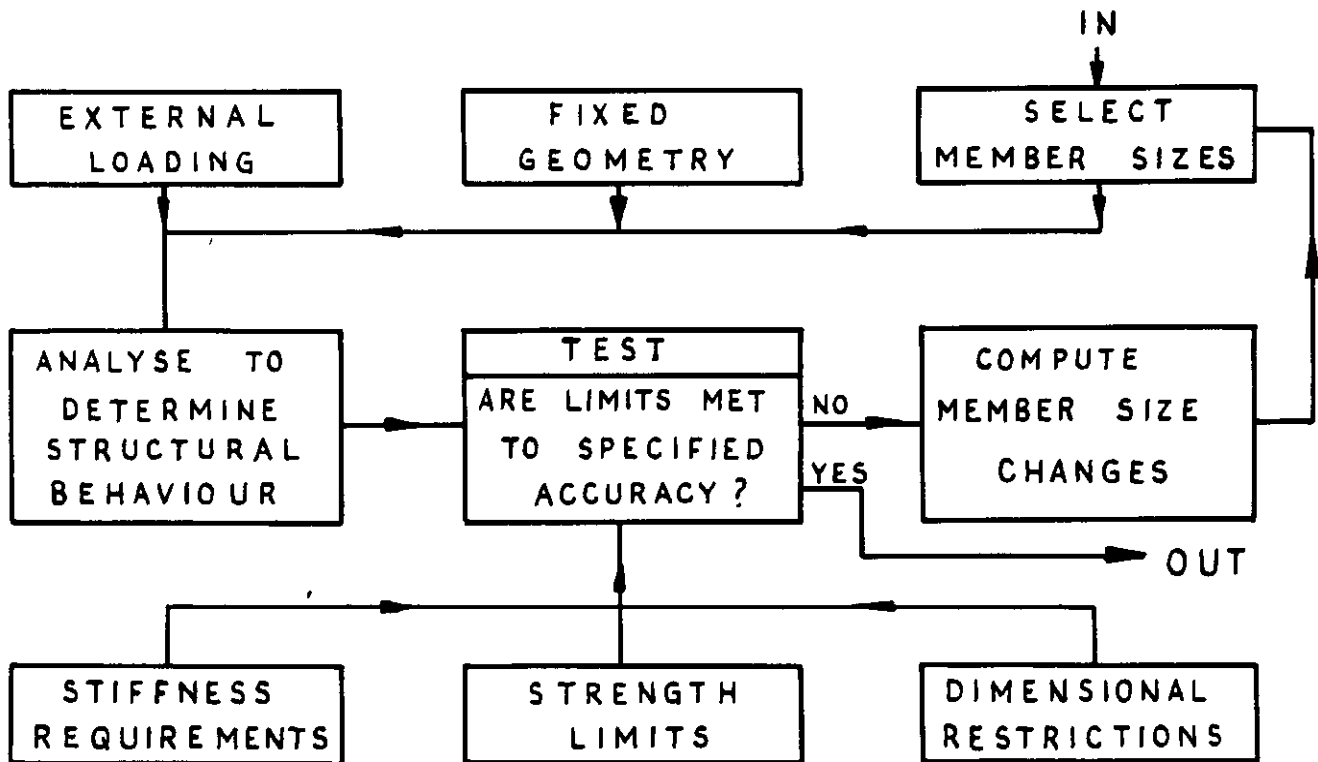 IN
EXTERNAL
LOADING
FIXED
GEOMETRY
SELECT
MEMBER SIZES
ANALYSE TO
DETERMINE
STRUCTURAL
BEHAVIOUR
TEST
ARE LIMITS MET
TO SPECIFIED
ACCURACY?
NO
YES
COMPUTE
MEMBER SIZE
CHANGES
OUT
STIFFNESS
REQUIREMENTS
STRENGTH
LIMITS
DIMENSIONAL
RESTRICTIONS